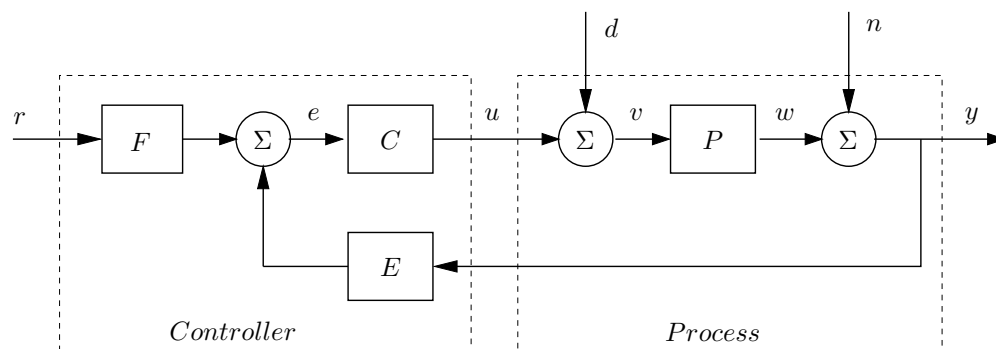 d
n
r
F
Σ
e
C
u
Σ
v
P
w
Σ
y
E
Controller
Process